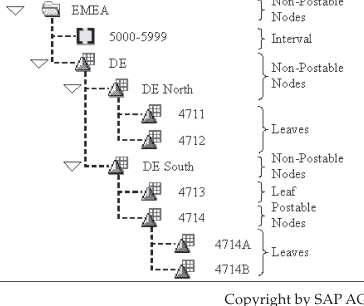 EMEA
Non-Postable
Nodes
5000-5999
Interval
DE
Non-Postable
Nodes
DE North
4711
4712
Leaves
DE South
Non-Postable
Nodes
4713
Leaf
4714
Postable
Nodes
4714A
4714B
Leaves
Copyright by SAP AG